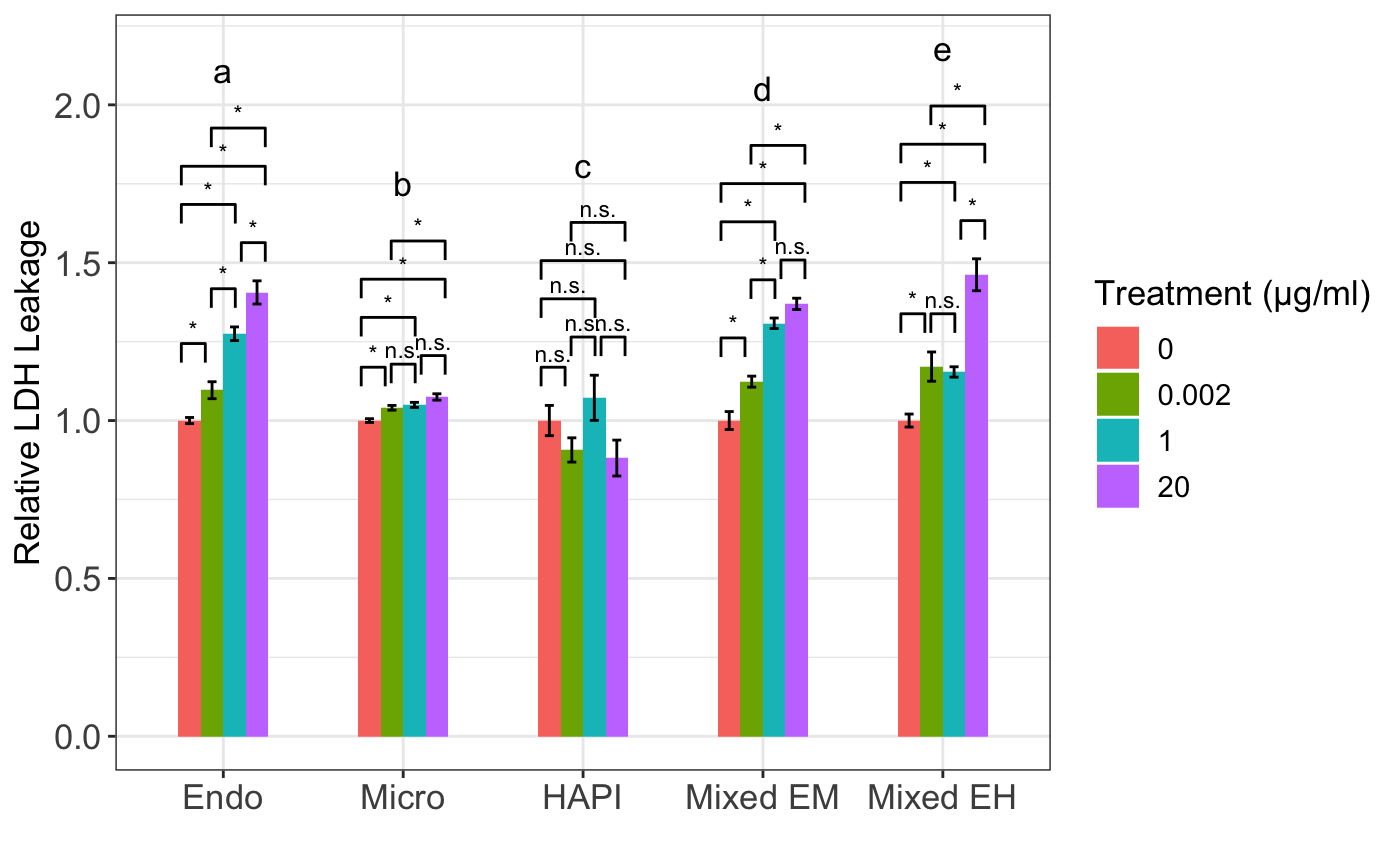 e
a
*
d
2.0
*
*
*
*
c
*
*
b
*
*
*
n.s.
*
*
*
*
n.s.
*
n.s.
1.5
*
*
*
n.s.
*
n.s.
*
*
n.s.
n.s.
*
*
n.s.
n.s.
n.s.
1.0
0.5
0.0
Relative LDH Leakage
Endo
Micro
HAPI
Mixed EM
Mixed EH
Treatment (µg/ml)
0
0.002
1
20